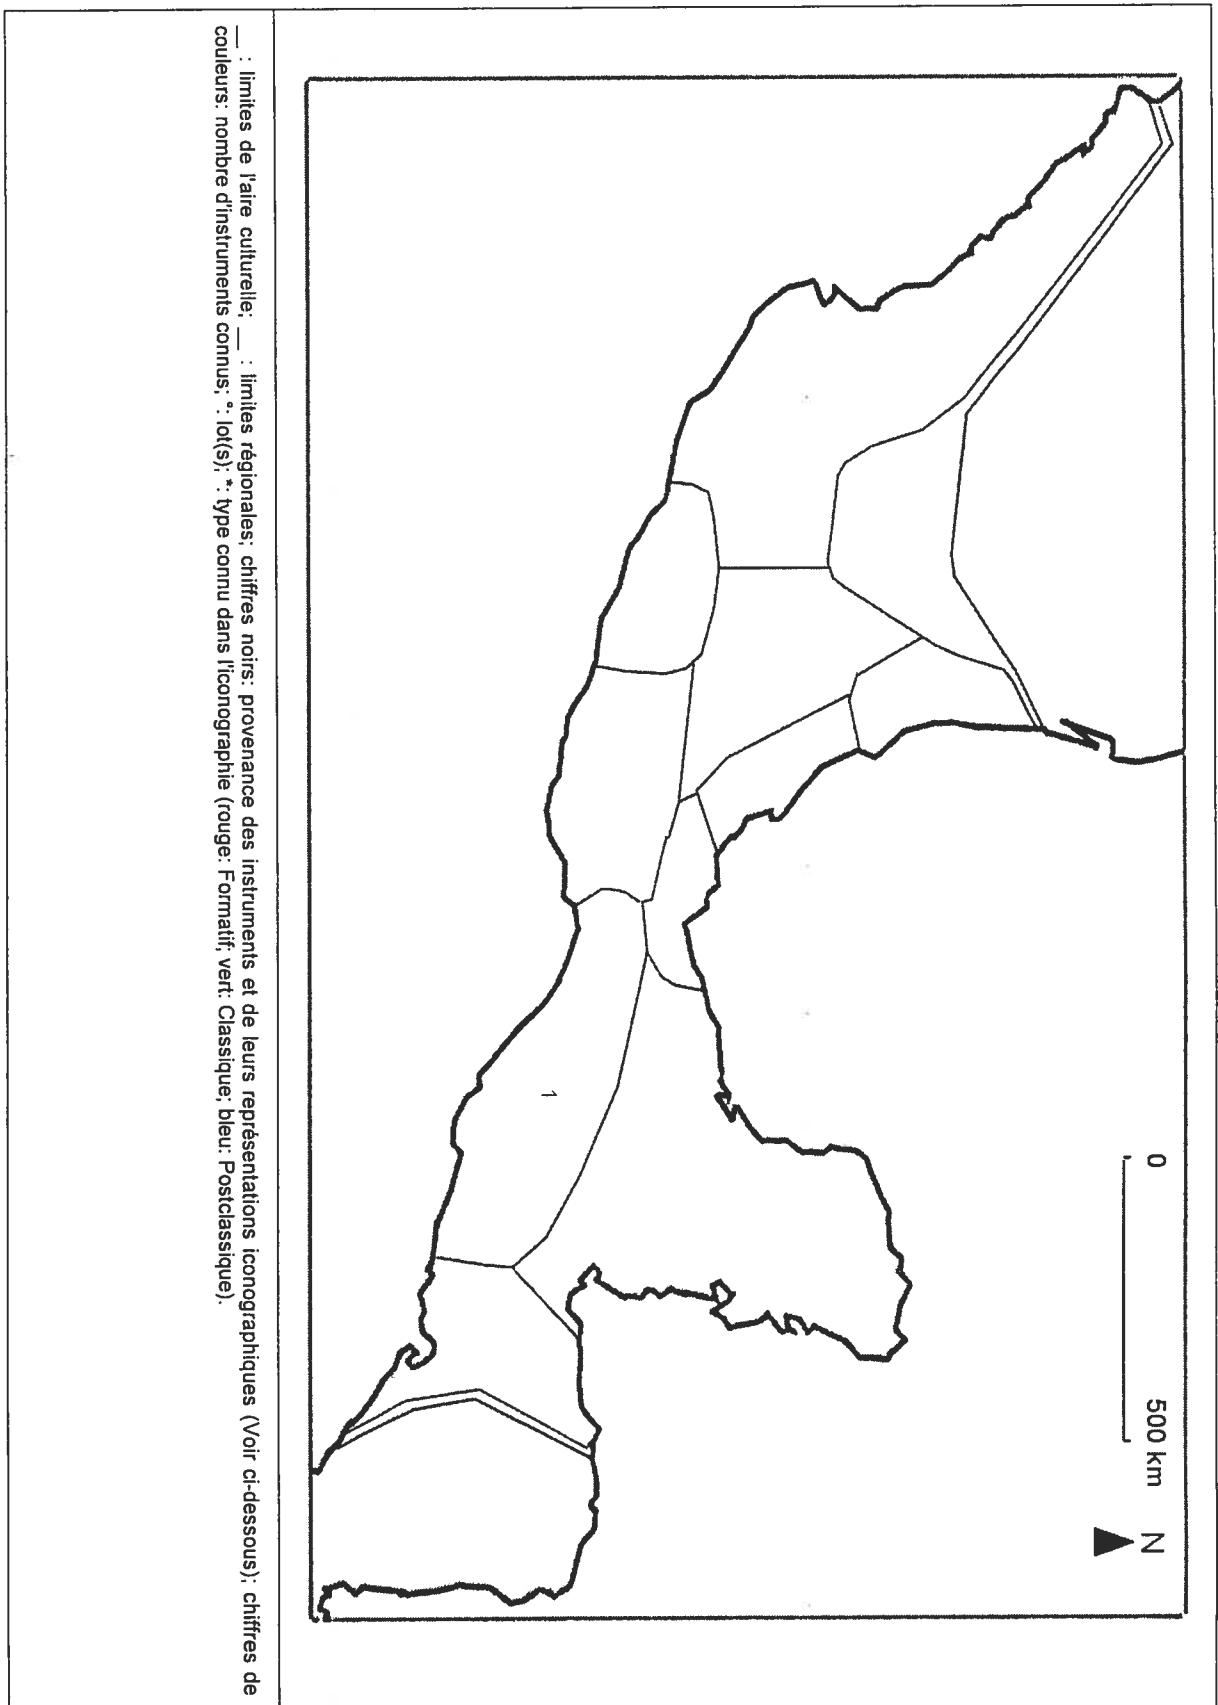 0
500 km
N
1
__ : limites de l'aire culturelle; __ : limites régionales; chiffres noirs: provenance des instruments et de leurs représentations iconographiques (Voir ci-dessous); chiffres de
couleurs: nombre d'instruments connus; °: lot(s); *: type connu dans l'iconographie (rouge: Formatif; vert: Classique; bleu: Postclassique).